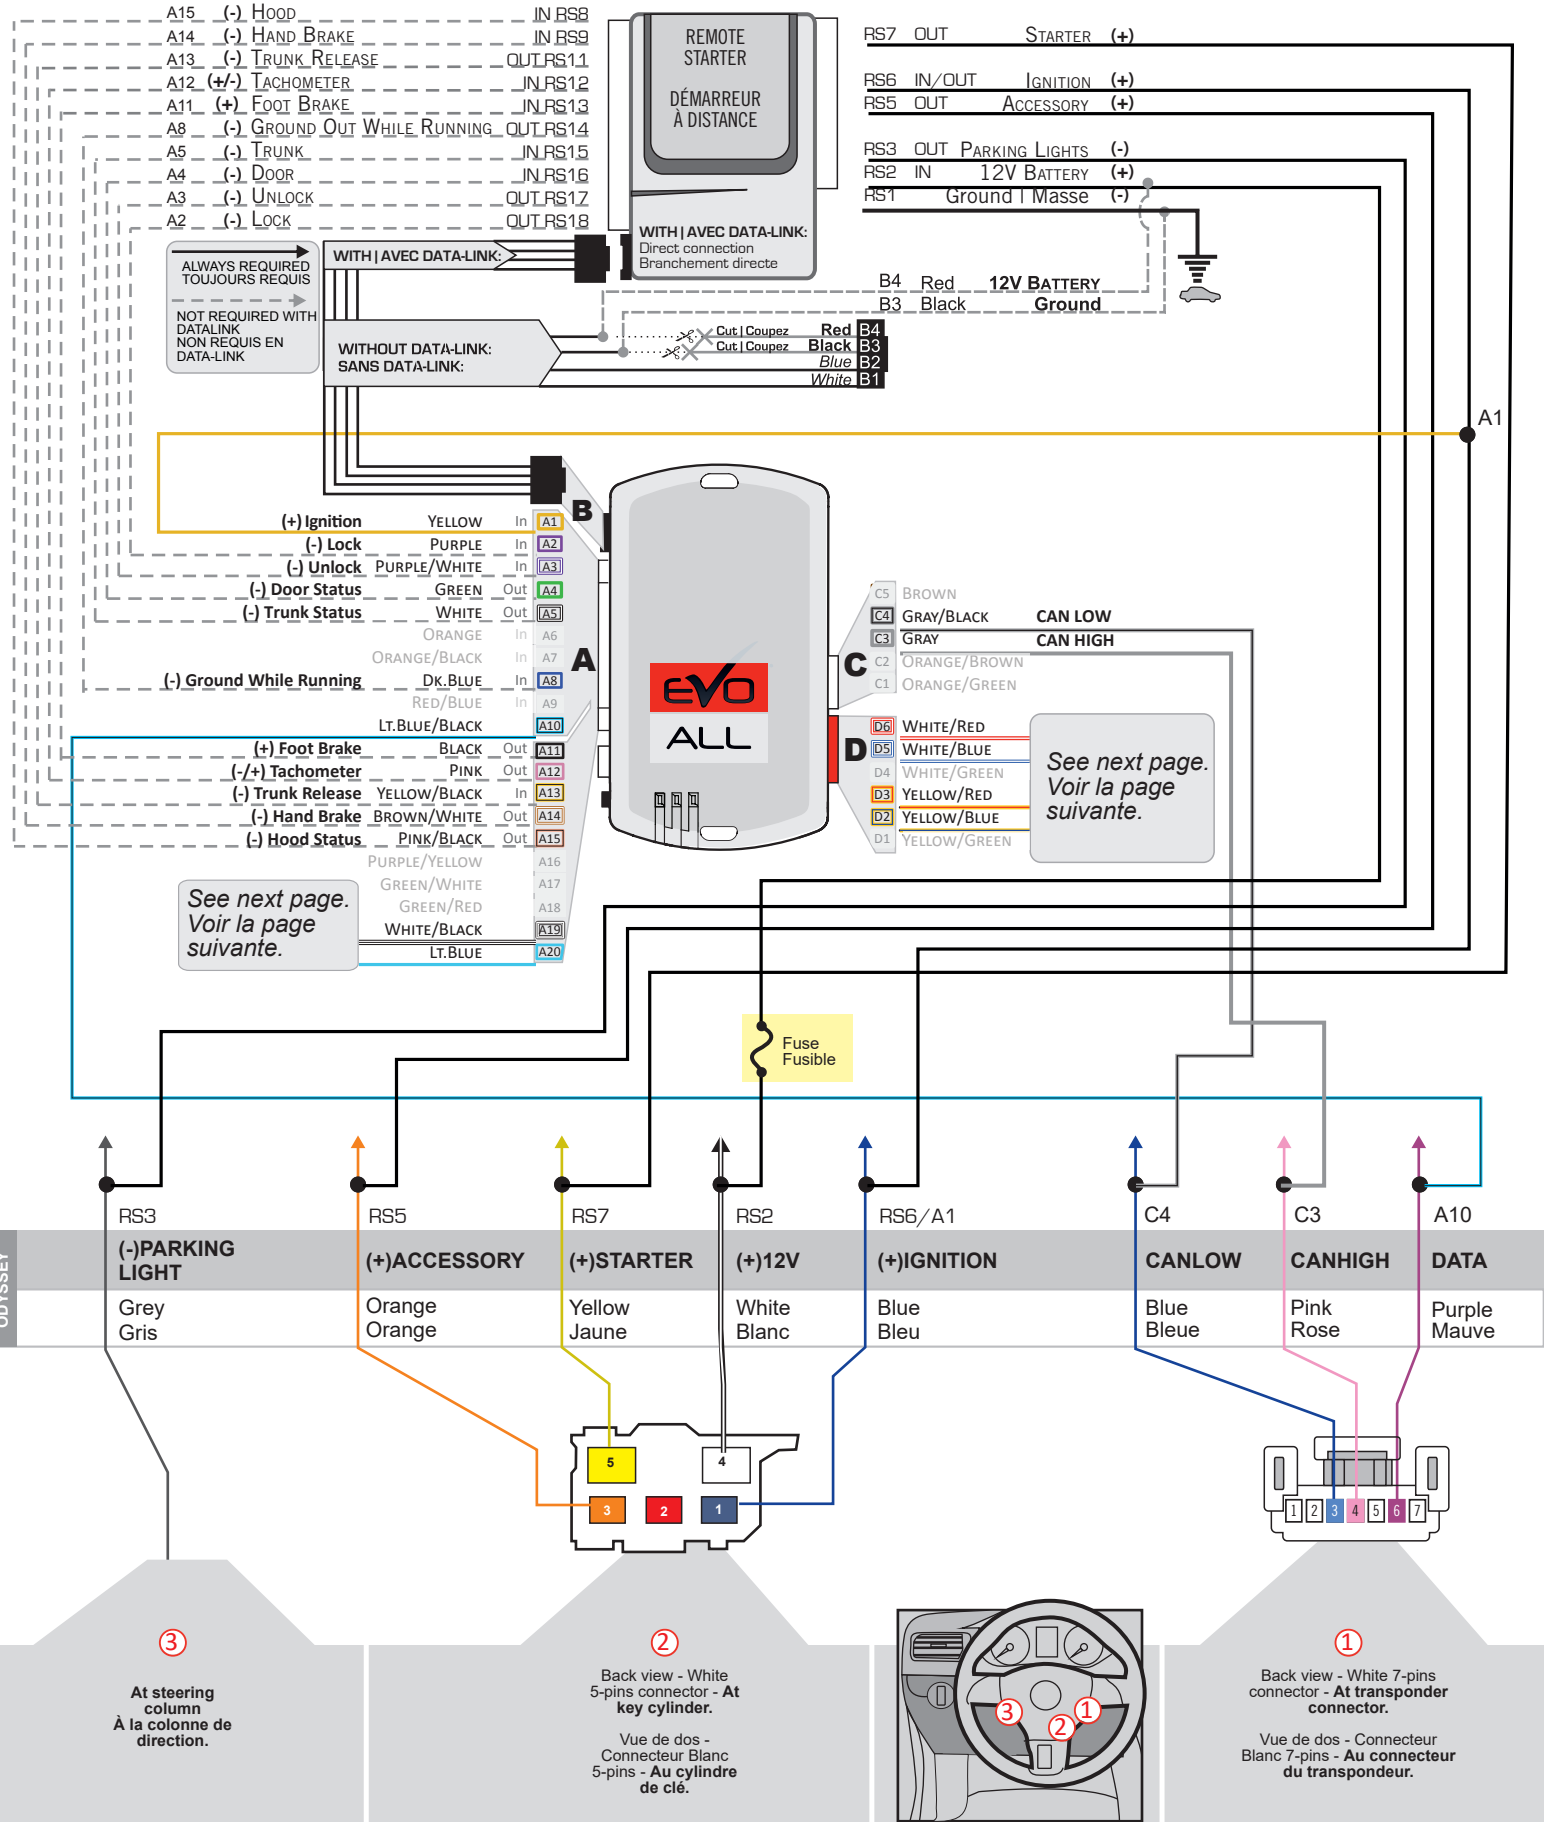 A15 (-) HOOD IN RS8
A14 (-) HAND BRAKE IN RS9
A13 (-) TRUNK RELEASE OUT RS11
A12 (+/-) TACHOMETER IN RS12
A11 (+) FOOT BRAKE IN RS13
A8 (-) GROUND OUT WHILE RUNNING OUT RS14
A5 (-) TRUNK IN RS15
A4 (-) DOOR IN RS16
A3 (-) UNLOCK OUT RS17
A2 (-) LOCK OUT RS18
REMOTE
STARTER
DÉMARREUR
À DISTANCE
WITH | AVEC DATA-LINK:
Direct connection
Branchement directe
RS7 OUT STARTER (+)
RS6 IN/OUT IGNITION (+)
RS5 OUT ACCESSORY (+)
RS3 OUT PARKING LIGHTS (-)
RS2 IN 12V BATTERY (+)
RS1 Ground | Masse (-)
ALWAYS REQUIRED
TOUJOURS REQUIS
NOT REQUIRED WITH
DATALINK
NON REQUIS EN
DATA-LINK
WITH | AVEC DATA-LINK:
WITHOUT DATA-LINK:
SANS DATA-LINK:
B4 Red 12V BATTERY
B3 Black Ground
Cut | Coupez Red B4
Cut | Coupez Black B3
Blue B2
White B1
A1
B
(+) Ignition YELLOW In A1
(-) Lock PURPLE In A2
(-) Unlock PURPLE/WHITE In A3
(-) Door Status GREEN Out A4
(-) Trunk Status WHITE Out A5
ORANGE In A6
ORANGE/BLACK In A7
(-) Ground While Running DK.BLUE In A8
RED/BLUE In A9
LT.BLUE/BLACK A10
(+) Foot Brake BLACK Out A11
(-/+) Tachometer PINK Out A12
(-) Trunk Release YELLOW/BLACK In A13
(-) Hand Brake BROWN/WHITE Out A14
(-) Hood Status PINK/BLACK Out A15
PURPLE/YELLOW A16
GREEN/WHITE A17
GREEN/RED A18
WHITE/BLACK A19
LT.BLUE A20
A
See next page.
Voir la page
suivante.
EVO
ALL
C
C5 BROWN
C4 GRAY/BLACK CAN LOW
C3 GRAY CAN HIGH
C2 ORANGE/BROWN
C1 ORANGE/GREEN
D
D6 WHITE/RED
D5 WHITE/BLUE
D4 WHITE/GREEN
D3 YELLOW/RED
D2 YELLOW/BLUE
D1 YELLOW/GREEN
See next page.
Voir la page
suivante.
Fuse
Fusible
RS3 RS5 RS7 RS2 RS6/A1 C4 C3 A10
ODYSSEY
(-)PARKING
LIGHT
(+)ACCESSORY (+)STARTER (+)12V (+)IGNITION CANLOW CANHIGH DATA
Grey Orange Yellow White Blue Blue Pink Purple
Gris Orange Jaune Blanc Bleu Bleue Rose Mauve
5 4
3 2 1
1 2 3 4 5 6 7
3
At steering
column
À la colonne de
direction.
2
Back view - White
5-pins connector - At
key cylinder.
Vue de dos -
Connecteur Blanc
5-pins - Au cylindre
de clé.
3 2 1
1
Back view - White 7-pins
connector - At transponder
connector.
Vue de dos - Connecteur
Blanc 7-pins - Au connecteur
du transpondeur.